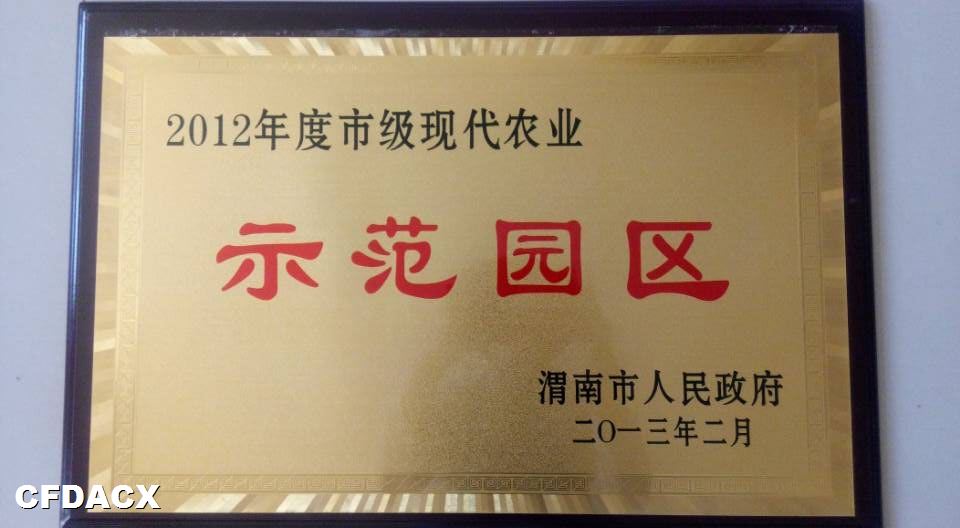 2012年度市级现代农业
示范园区
渭南市人民政府
二〇一三年二月
CFDACX